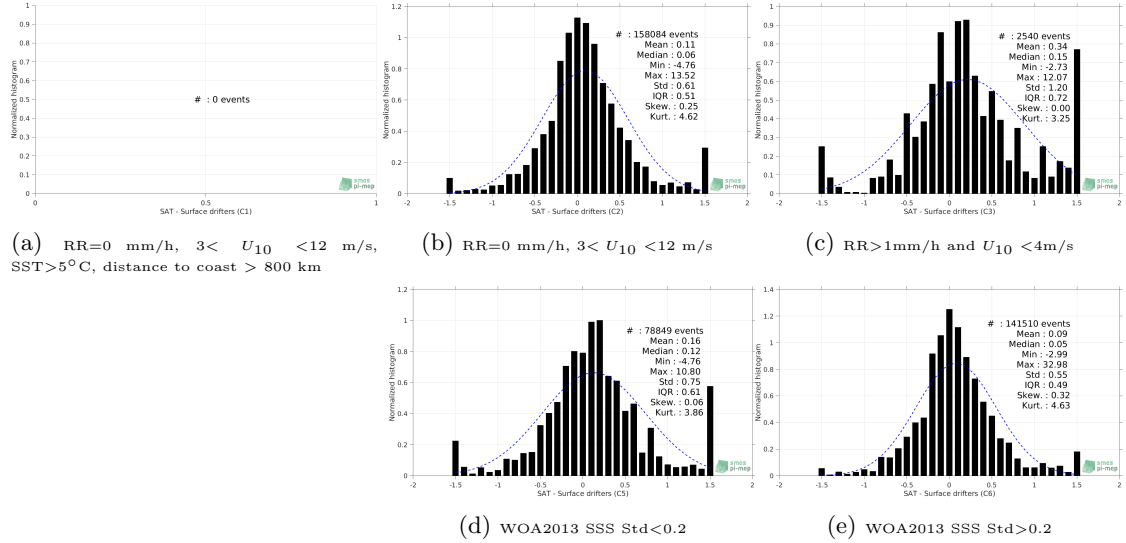 1
0.9
0.8
0.7
0.6
0.5
0.4
0.3
0.2
0.1
0
Normalized histogram
# : 0 events
smos
pi-mep
0 0.5 1
SAT - Surface drifters (C1)
(a) RR=0 mm/h, 3< U10 <12 m/s,
SST>5°C, distance to coast > 800 km
1.2
1
0.8
0.6
0.4
0.2
0
Normalized histogram
# : 158084 events
Mean : 0.11
Median : 0.06
Min : -4.76
Max : 13.52
Std : 0.61
IQR : 0.51
Skew. : 0.25
Kurt. : 4.62
smos
pi-mep
-2 -1.5 -1 -0.5 0 0.5 1 1.5 2
SAT - Surface drifters (C2)
(b) RR=0 mm/h, 3< U10 <12 m/s
1
0.9
0.8
0.7
0.6
0.5
0.4
0.3
0.2
0.1
0
Normalized histogram
# : 2540 events
Mean : 0.34
Median : 0.15
Min : -2.73
Max : 12.07
Std : 1.20
IQR : 0.72
Skew. : 0.00
Kurt. : 3.25
smos
pi-mep
-2 -1.5 -1 -0.5 0 0.5 1 1.5 2
SAT - Surface drifters (C3)
(c) RR>1mm/h and U10 <4m/s
1.2
1
0.8
0.6
0.4
0.2
0
Normalized histogram
# : 78849 events
Mean : 0.16
Median : 0.12
Min : -4.76
Max : 10.80
Std : 0.75
IQR : 0.61
Skew. : 0.06
Kurt. : 3.86
smos
pi-mep
-2 -1.5 -1 -0.5 0 0.5 1 1.5 2
SAT - Surface drifters (C5)
(d) WOA2013 SSS Std<0.2
1.4
1.2
1
0.8
0.6
0.4
0.2
0
Normalized histogram
# : 141510 events
Mean : 0.09
Median : 0.05
Min : -2.99
Max : 32.98
Std : 0.55
IQR : 0.49
Skew. : 0.32
Kurt. : 4.63
smos
pi-mep
-2 -1.5 -1 -0.5 0 0.5 1 1.5 2
SAT - Surface drifters (C6)
(e) WOA2013 SSS Std>0.2